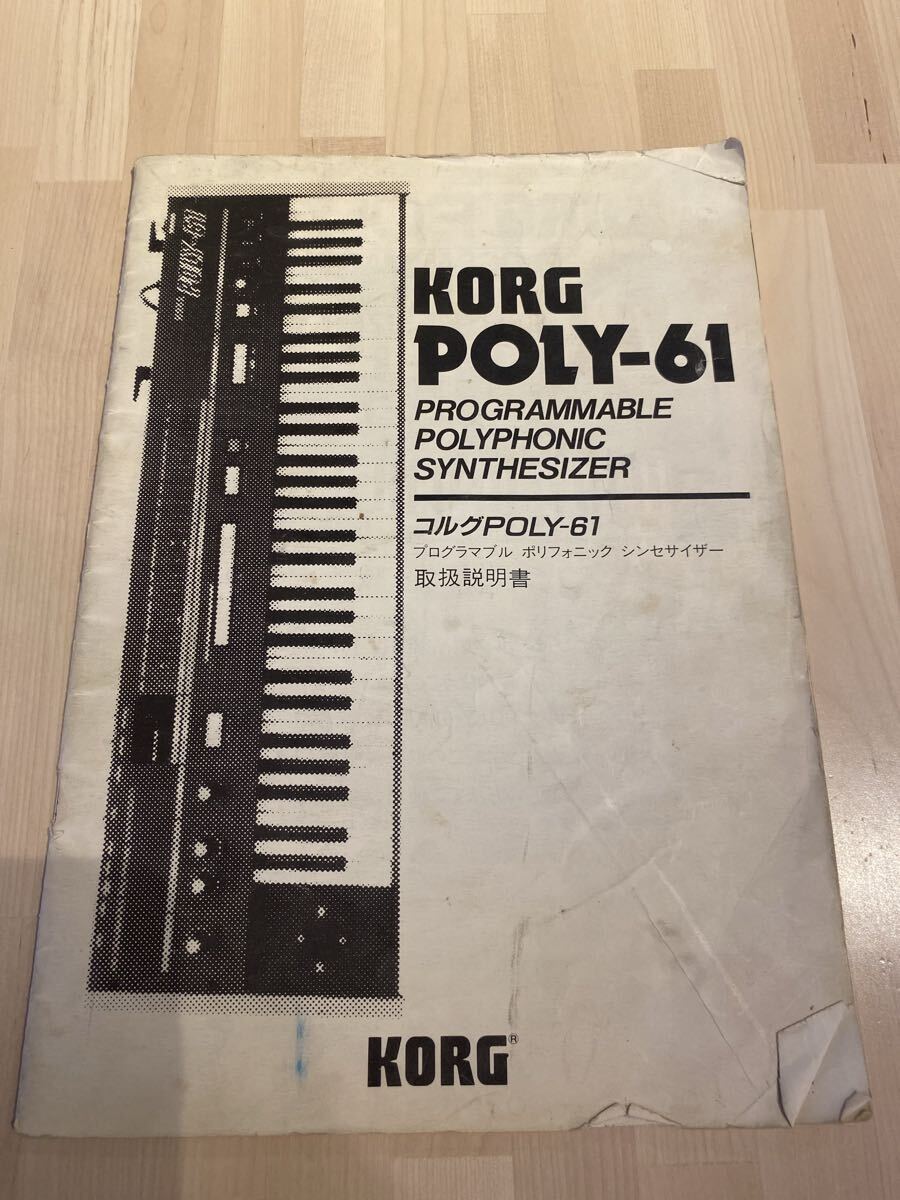 POLY-61
KORG
POLY-61
PROGRAMMABLE
POLYPHONIC
SYNTHESIZER
コルグPOLY-61
プログラマブル ポリフォニック シンセサイザー
取扱説明書
KORG®